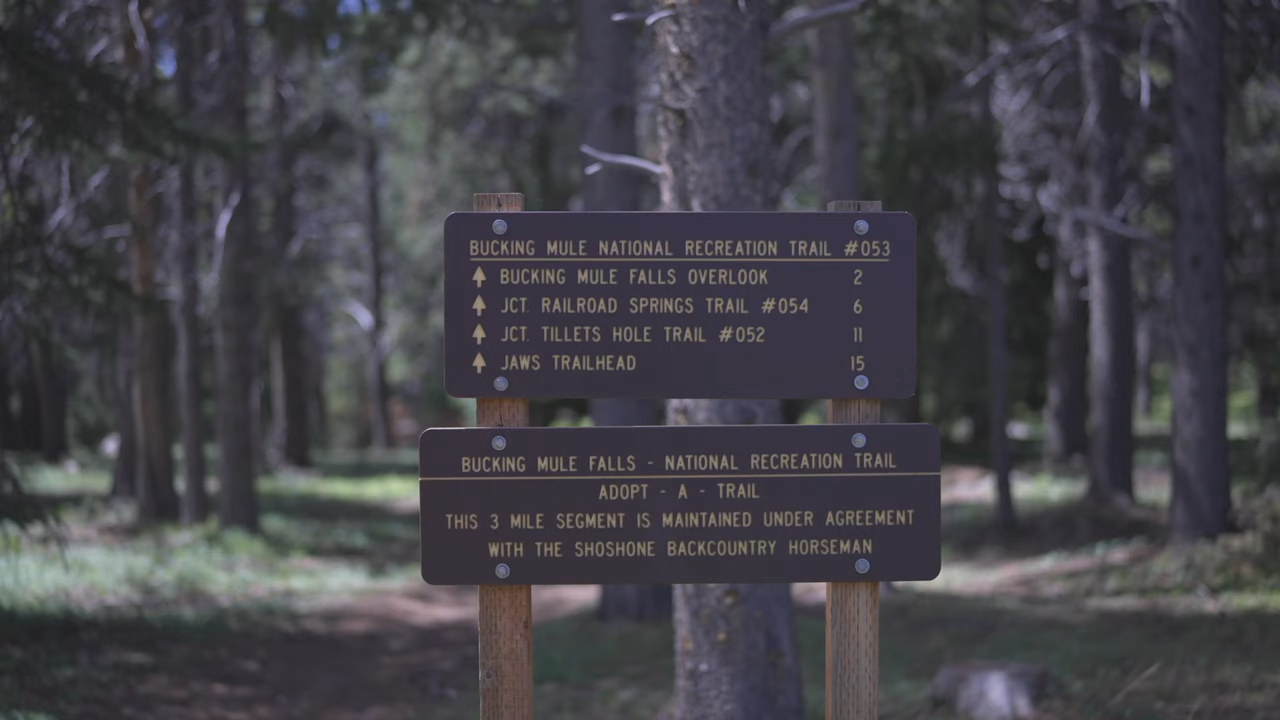 BUCKING MULE NATIONAL RECREATION TRAIL #053
BUCKING MULE FALLS OVERLOOK 2
JCT. RAILROAD SPRINGS TRAIL #054 6
JCT. TILLETS HOLE TRAIL #052 11
JAWS TRAILHEAD 15
BUCKING MULE FALLS - NATIONAL RECREATION TRAIL
ADOPT - A - TRAIL
THIS 3 MILE SEGMENT IS MAINTAINED UNDER AGREEMENT
WITH THE SHOSHONE BACKCOUNTRY HORSEMAN